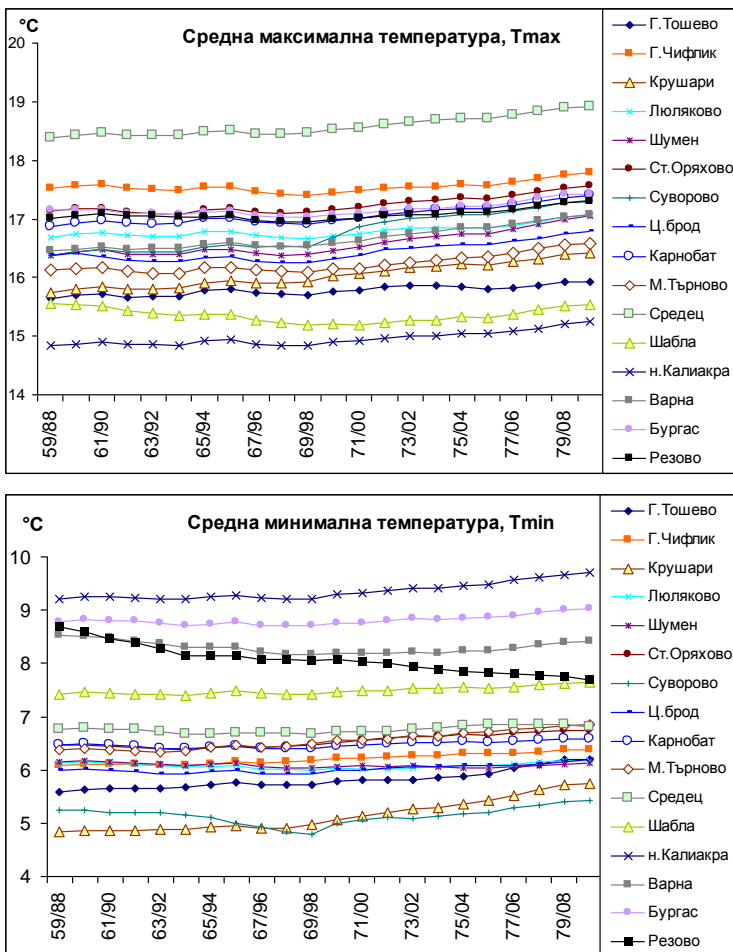 °C
Средна максимална температура, Tmax
20
19
18
17
16
15
14
59/88
61/90
63/92
65/94
67/96
69/98
71/00
73/02
75/04
77/06
79/08
Г.Тошево
Г.Чифлик
Крушари
Люляково
Шумен
Ст.Оряхово
Суворово
Ц.брод
Карнобат
М.Търново
Средец
Шабла
н.Калиакра
Варна
Бургас
Резово
°C
Средна минимална температура, Tmin
10
9
8
7
6
5
4
59/88
61/90
63/92
65/94
67/96
69/98
71/00
73/02
75/04
77/06
79/08
Г.Тошево
Г.Чифлик
Крушари
Люляково
Шумен
Ст.Оряхово
Суворово
Ц.брод
Карнобат
М.Търново
Средец
Шабла
н.Калиакра
Варна
Бургас
Резово